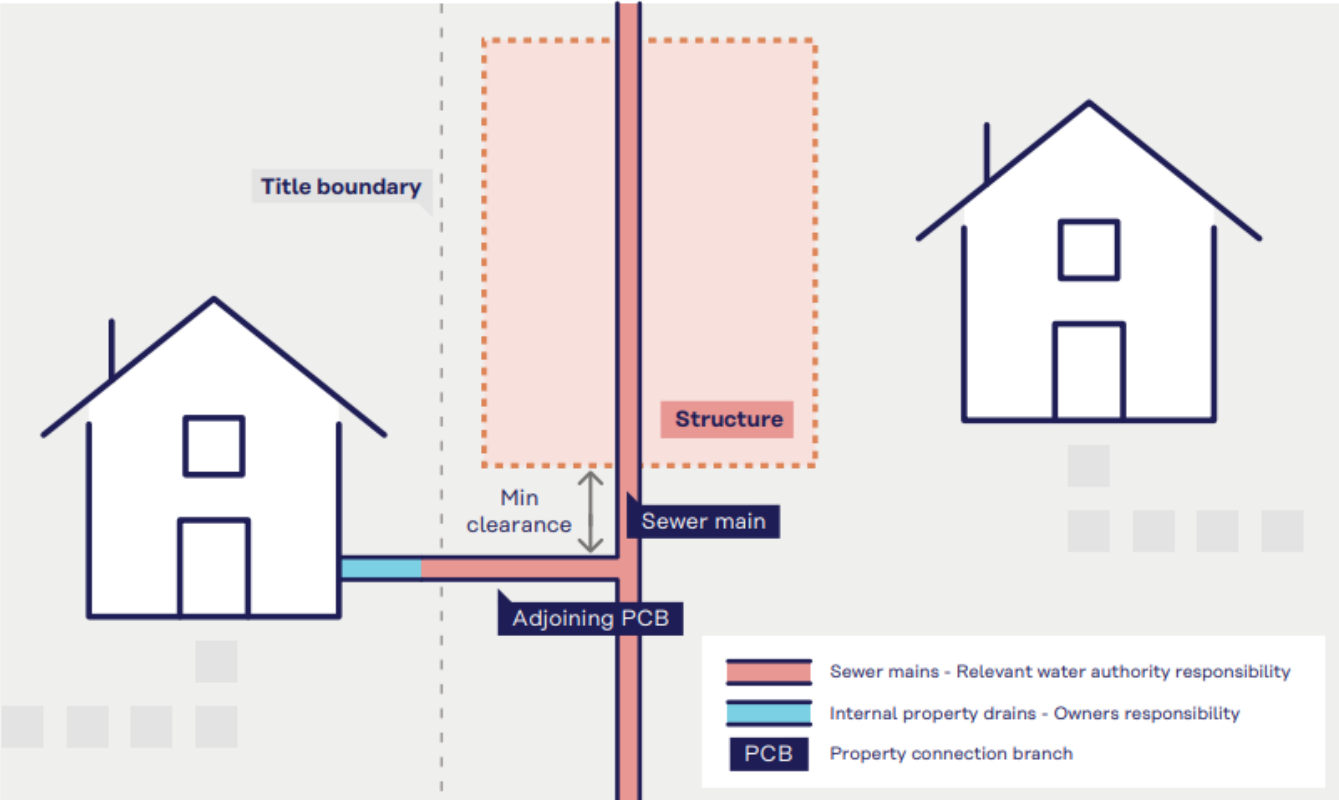 Title boundary
Structure
Min
clearance
Sewer main
Adjoining PCB
Sewer mains - Relevant water authority responsibility
Internal property drains - Owners responsibility
PCB Property connection branch